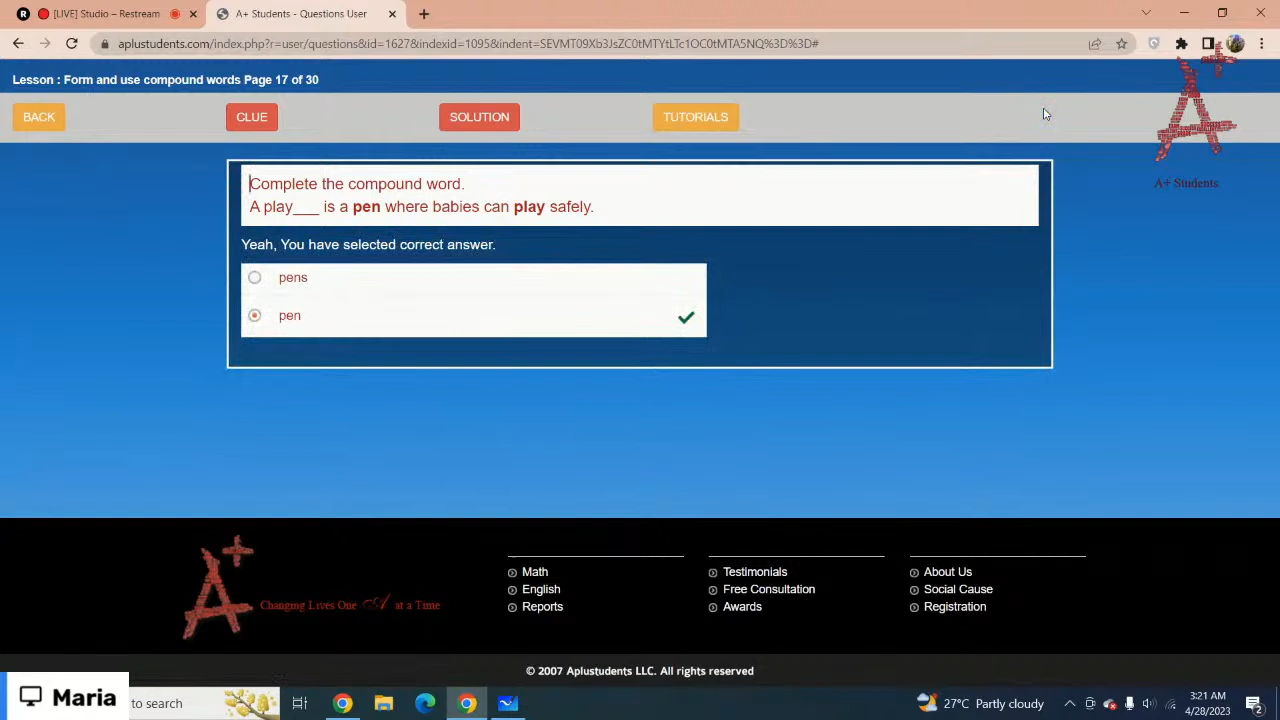 [LIVE] Studio – Restream
A+ Students - Questions User
aplustudents.com/index.php?r=user/questions&id=1627&indexid=1095&indent=SEVMT09Xb3JsZC0tMTYtLTc1OC0tMTA5NQ%3D%3D#
Lesson : Form and use compound words Page 17 of 30
BACK
CLUE
SOLUTION
TUTORIALS
A+ Students
Complete the compound word.
A play___ is a pen where babies can play safely.
Yeah, You have selected correct answer.
pens
pen
Changing Lives One A at a Time
Math
English
Reports
Testimonials
Free Consultation
Awards
About Us
Social Cause
Registration
© 2007 Aplustudents LLC. All rights reserved
Maria
to search
27°C Partly cloudy
3:21 AM
4/28/2023
2